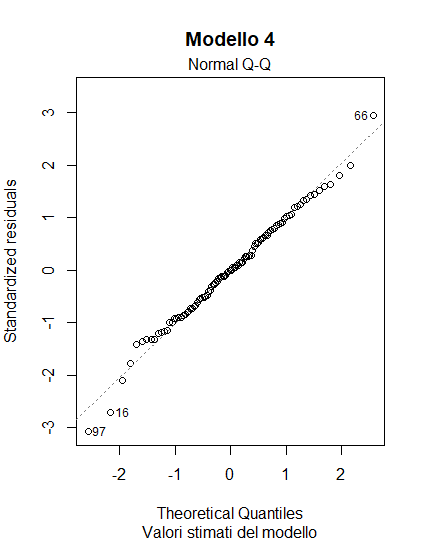 Modello 4
Normal Q-Q
Standardized residuals
3
2
1
0
-1
-2
-3
66
16
97
-2 -1 0 1 2
Theoretical Quantiles
Valori stimati del modello